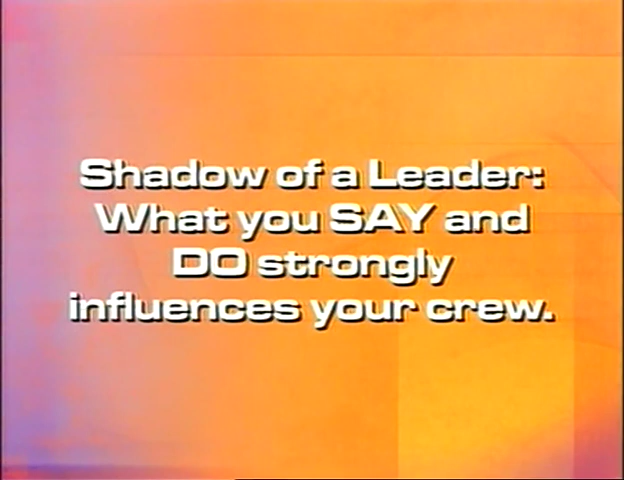 Shadow of a Leader:
What you SAY and
DO strongly
influences your crew.